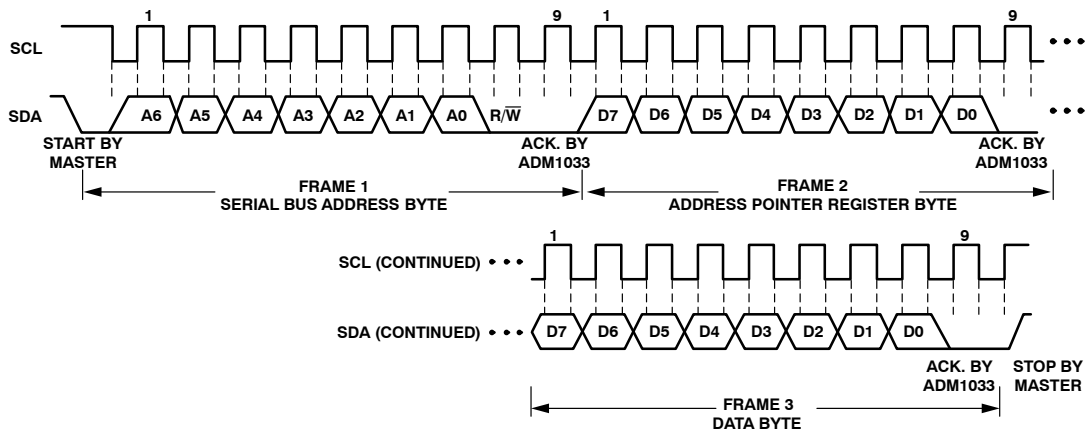 1 9 1 9
SCL
SDA A6 A5 A4 A3 A2 A1 A0 R/W̅ D7 D6 D5 D4 D3 D2 D1 D0
START BY MASTER
ACK. BY ADM1033
ACK. BY ADM1033
FRAME 1
SERIAL BUS ADDRESS BYTE
FRAME 2
ADDRESS POINTER REGISTER BYTE
1 9
SCL (CONTINUED)
SDA (CONTINUED) D7 D6 D5 D4 D3 D2 D1 D0
ACK. BY ADM1033
STOP BY MASTER
FRAME 3
DATA BYTE